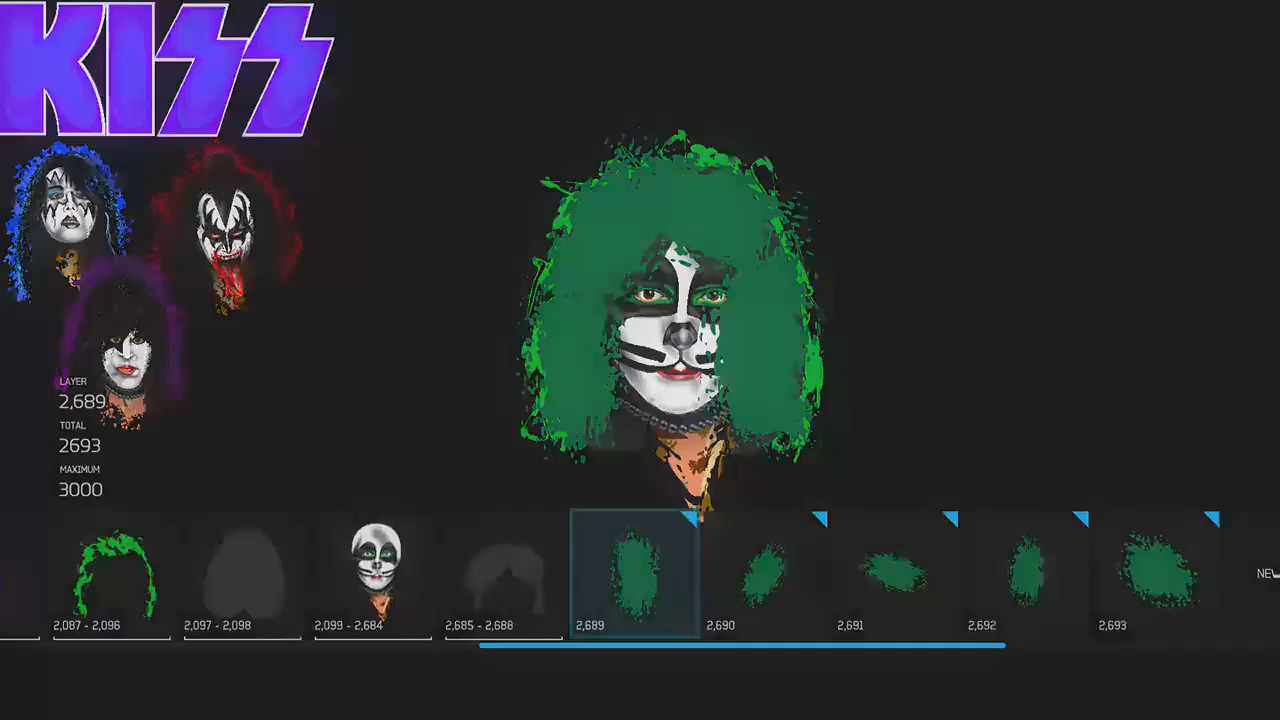 KISS
LAYER
2,689
TOTAL
2693
MAXIMUM
3000
2,087 - 2,096
2,097 - 2,098
2,099 - 2,684
2,685 - 2,688
2,689
2,690
2,691
2,692
2,693